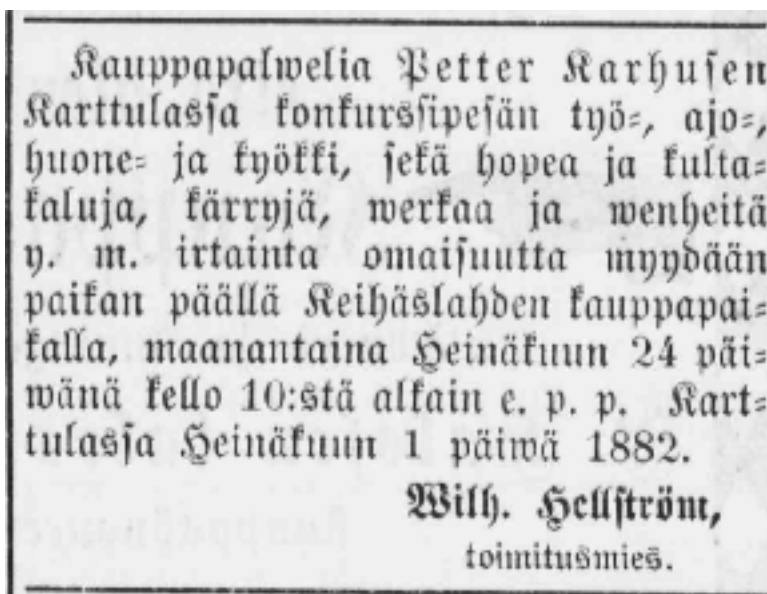 Kauppapalwelia Petter Karhusen
Karttulassa konkurssipesän työ-, ajo-,
huone- ja kyökki, sekä hopea ja kulta-
kaluja, kärryjä, werkaa ja wenheitä
y. m. irtainta omaisuutta myydään
paikan päällä Keihäslahden kauppapai-
kalla, maanantaina Heinäkuun 24 päi-
wänä kello 10:stä alkain e. p. p. Kart-
tulassa Heinäkuun 1 päiwä 1882.
Wilh. Hellström,
toimitusmies.